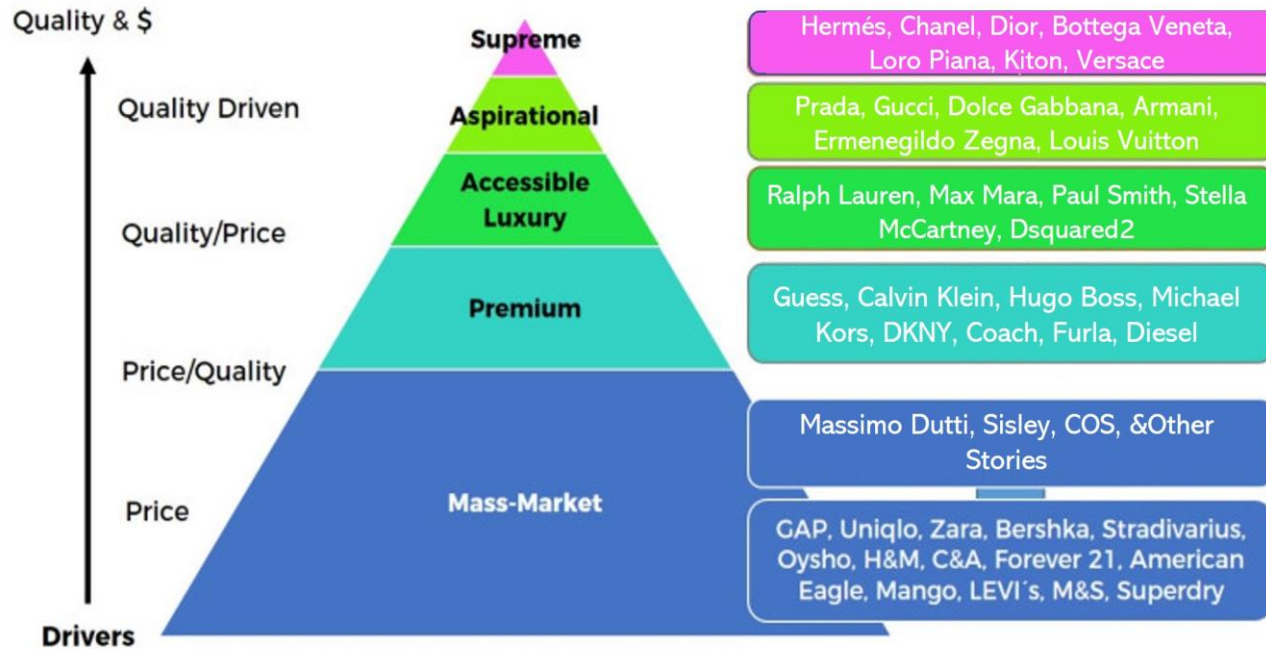 Quality & $
Supreme
Hermés, Chanel, Dior, Bottega Veneta,
Loro Piana, Kiton, Versace
Quality Driven
Aspirational
Prada, Gucci, Dolce Gabbana, Armani,
Ermenegildo Zegna, Louis Vuitton
Accessible
Luxury
Ralph Lauren, Max Mara, Paul Smith, Stella
McCartney, Dsquared2
Quality/Price
Premium
Guess, Calvin Klein, Hugo Boss, Michael
Kors, DKNY, Coach, Furla, Diesel
Price/Quality
Massimo Dutti, Sisley, COS, &Other
Stories
Mass-Market
Price
GAP, Uniqlo, Zara, Bershka, Stradivarius,
Oysho, H&M, C&A, Forever 21, American
Eagle, Mango, LEVI´s, M&S, Superdry
Drivers